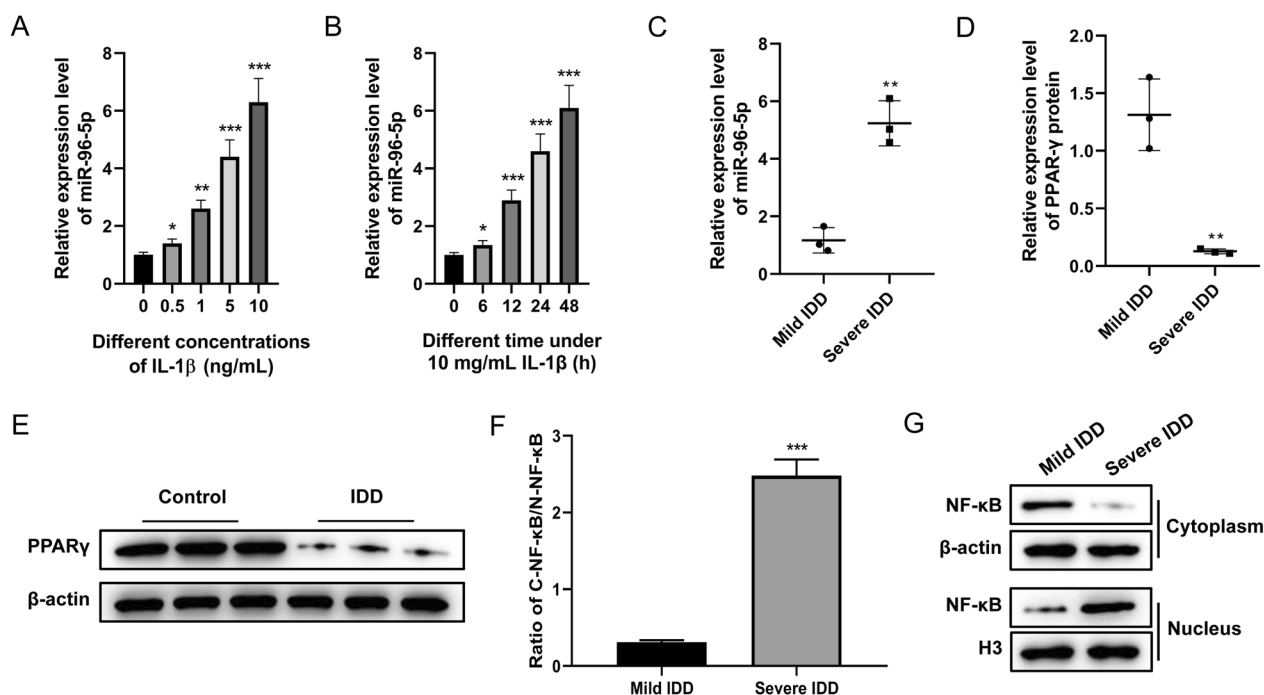 A
Relative expression level
of miR-96-5p
8
6
4
2
0
*
**
***
***
0 0.5 1 5 10
Different concentrations
of IL-1β (ng/mL)
B
Relative expression level
of miR-96-5p
8
6
4
2
0
*
***
***
***
0 6 12 24 48
Different time under
10 mg/mL IL-1β (h)
C
Relative expression level
of miR-96-5p
8
6
4
2
0
**
Mild IDD
Severe IDD
D
Relative expression level
of PPAR-γ protein
2.0
1.5
1.0
0.5
0.0
**
Mild IDD
Severe IDD
E
Control IDD
PPARγ
β-actin
F
Ratio of C-NF-κB/N-NF-κB
3
2
1
0
***
Mild IDD Severe IDD
G
Mild IDD
Severe IDD
NF-κB
β-actin
Cytoplasm
NF-κB
H3
Nucleus